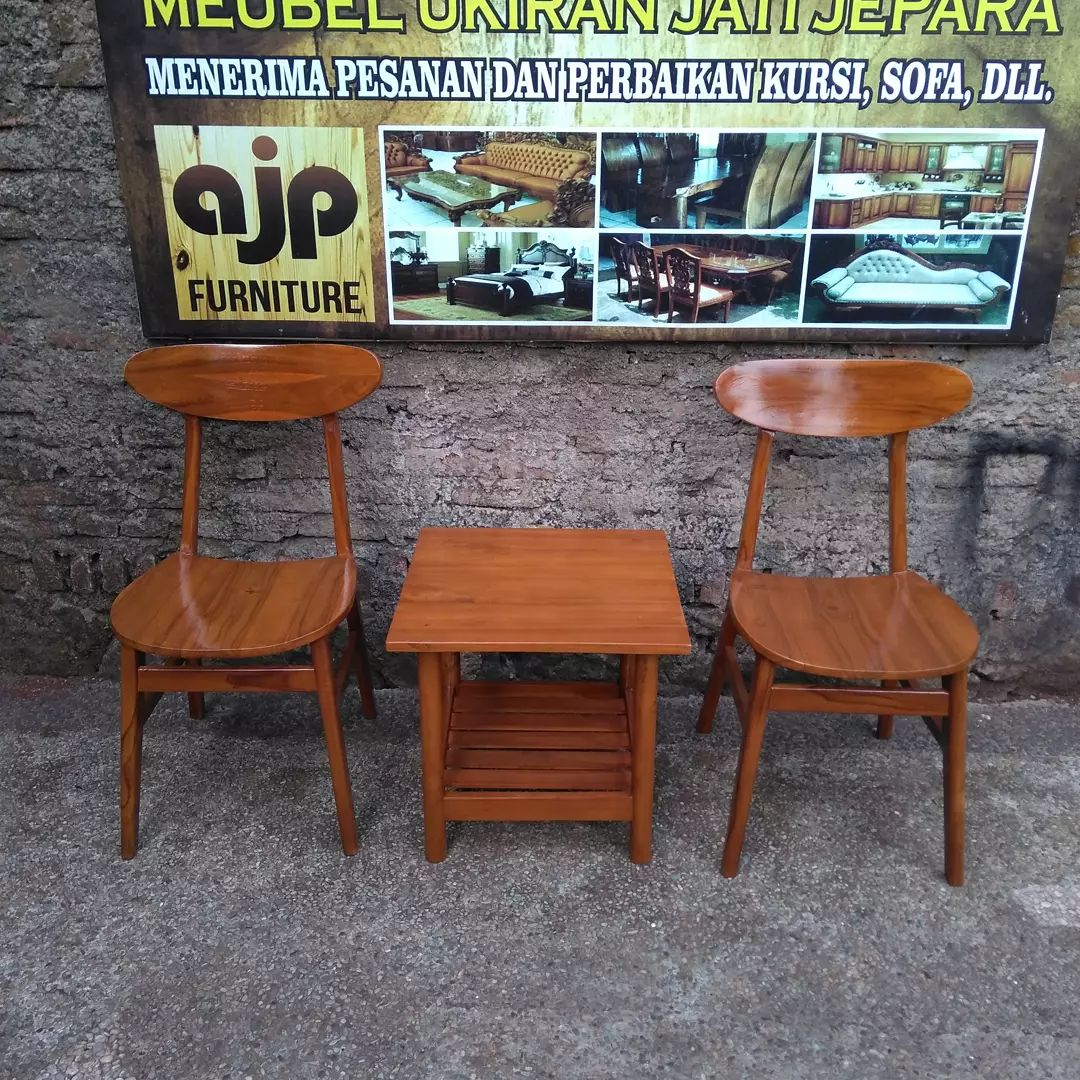 MEUBEL UKIRAN JATI JEPARA
MENERIMA PESANAN DAN PERBAIKAN KURSI, SOFA, DLL.
ajp
FURNITURE